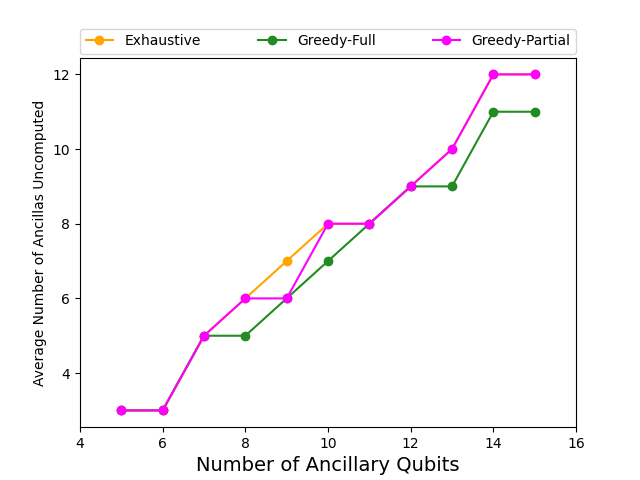 Exhaustive Greedy-Full Greedy-Partial
Average Number of Ancillas Uncomputed
12
10
8
6
4
4 6 8 10 12 14 16
Number of Ancillary Qubits